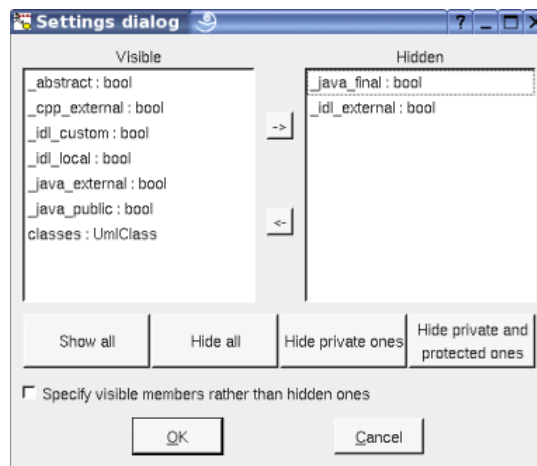 Settings dialog
?
Visible
Hidden
_abstract : bool
_cpp_external : bool
_idl_custom : bool
_idl_local : bool
_java_external : bool
_java_public : bool
classes : UmlClass
->
<-
_java_final : bool
_idl_external : bool
Show all
Hide all
Hide private ones
Hide private and
protected ones
Specify visible members rather than hidden ones
OK
Cancel